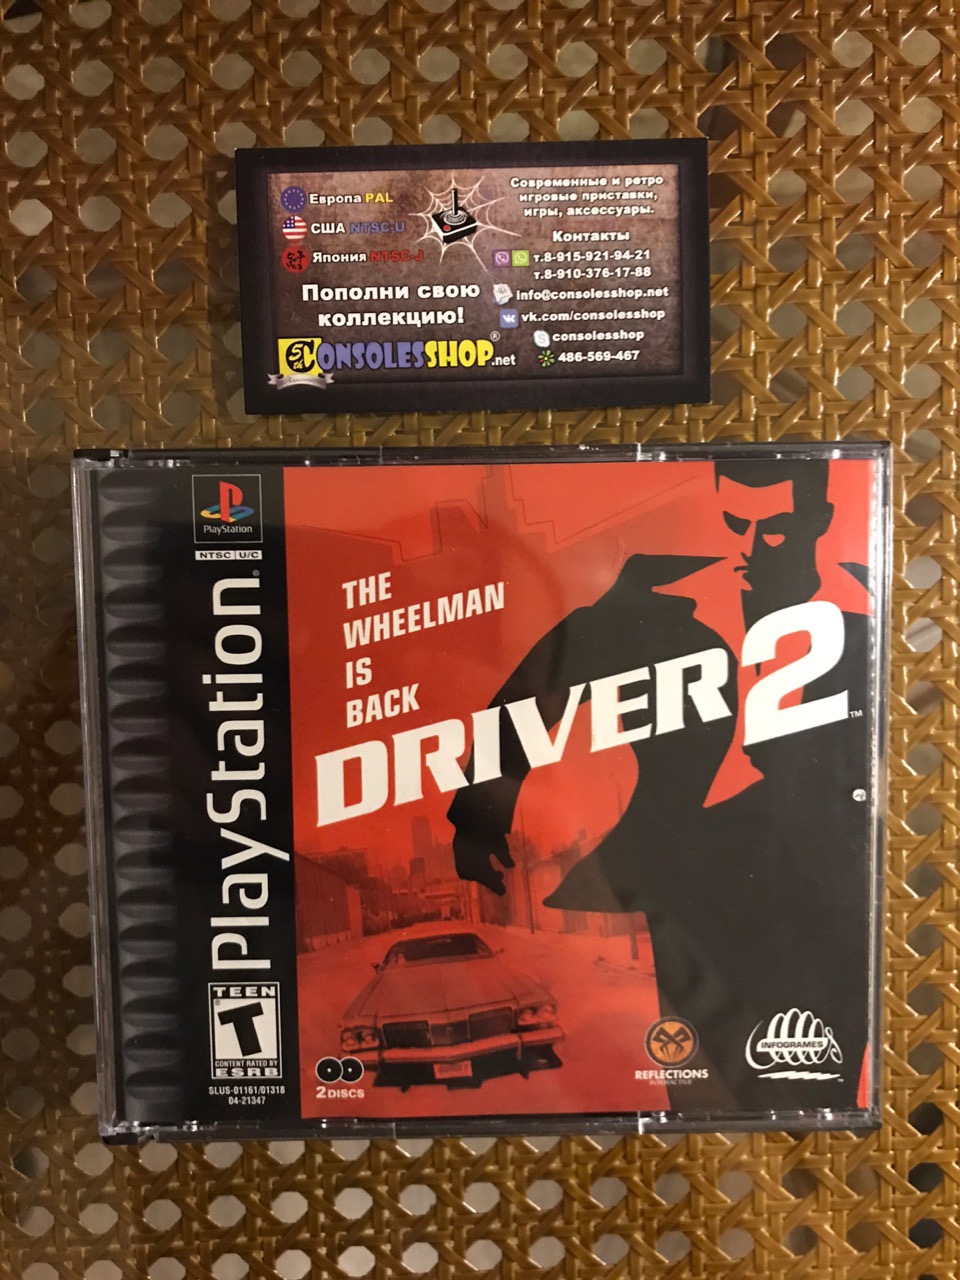 Европа PAL
США NTSC-U
Япония NTSC-J
Пополни свою
коллекцию!
5th CONSOLESSHOP.net
®
Современные и ретро
игровые приставки,
игры, аксессуары.
Контакты
т.8-915-921-94-21
т.8-910-376-17-88
info@consolesshop.net
vk.com/consolesshop
consolesshop
486-569-467
PlayStation
NTSC U/C
PlayStation®
THE
WHEELMAN
IS
BACK
DRIVER 2™
TEEN
T
CONTENT RATED BY
ESRB
SLUS-01161/01318
04-21347
2 DISCS
REFLECTIONS
INTERACTIVE
INFOGRAMES
™